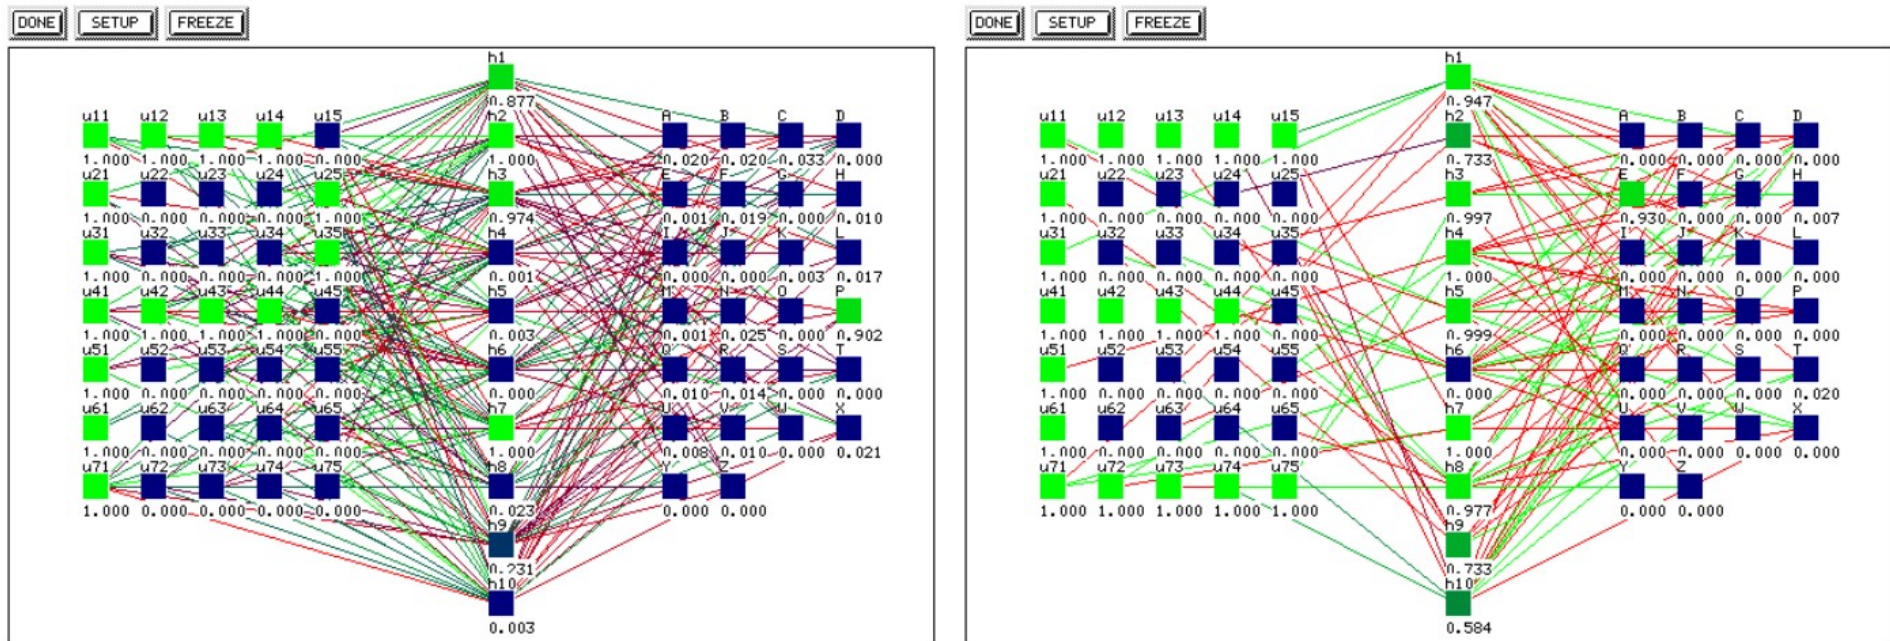 DONE SETUP FREEZE
h1
0.877
u11 u12 u13 u14 u15 h2 A B C D
1.000 1.000 1.000 1.000 0.000 1.000 0.020 0.020 0.033 0.000
u21 u22 u23 u24 u25 h3 E F G H
1.000 0.000 0.000 0.000 1.000 0.974 0.001 0.019 0.000 0.010
u31 u32 u33 u34 u35 h4 I J K L
1.000 0.000 0.000 0.000 1.000 0.001 0.000 0.000 0.003 0.017
u41 u42 u43 u44 u45 h5 M N O P
1.000 1.000 1.000 1.000 0.000 0.003 0.001 0.025 0.000 0.902
u51 u52 u53 u54 u55 h6 Q R S T
1.000 0.000 0.000 0.000 0.000 0.000 0.010 0.014 0.000 0.000
u61 u62 u63 u64 u65 h7 U V W X
1.000 0.000 0.000 0.000 0.000 1.000 0.008 0.010 0.000 0.021
u71 u72 u73 u74 u75 h8 Y Z
1.000 0.000 0.000 0.000 0.000 0.023 0.000 0.000
h9
0.231
h10
0.003
DONE SETUP FREEZE
h1
0.947
u11 u12 u13 u14 u15 h2 A B C D
1.000 1.000 1.000 1.000 1.000 0.733 0.000 0.000 0.000 0.000
u21 u22 u23 u24 u25 h3 E F G H
1.000 0.000 0.000 0.000 0.000 0.997 0.930 0.000 0.000 0.007
u31 u32 u33 u34 u35 h4 I J K L
1.000 0.000 0.000 0.000 0.000 1.000 0.000 0.000 0.000 0.000
u41 u42 u43 u44 u45 h5 M N O P
1.000 1.000 1.000 1.000 0.000 0.999 0.000 0.000 0.000 0.000
u51 u52 u53 u54 u55 h6 Q R S T
1.000 0.000 0.000 0.000 0.000 0.000 0.000 0.000 0.000 0.020
u61 u62 u63 u64 u65 h7 U V W X
1.000 0.000 0.000 0.000 0.000 1.000 0.000 0.000 0.000 0.000
u71 u72 u73 u74 u75 h8 Y Z
1.000 1.000 1.000 1.000 1.000 0.977 0.000 0.000
h9
0.733
h10
0.584